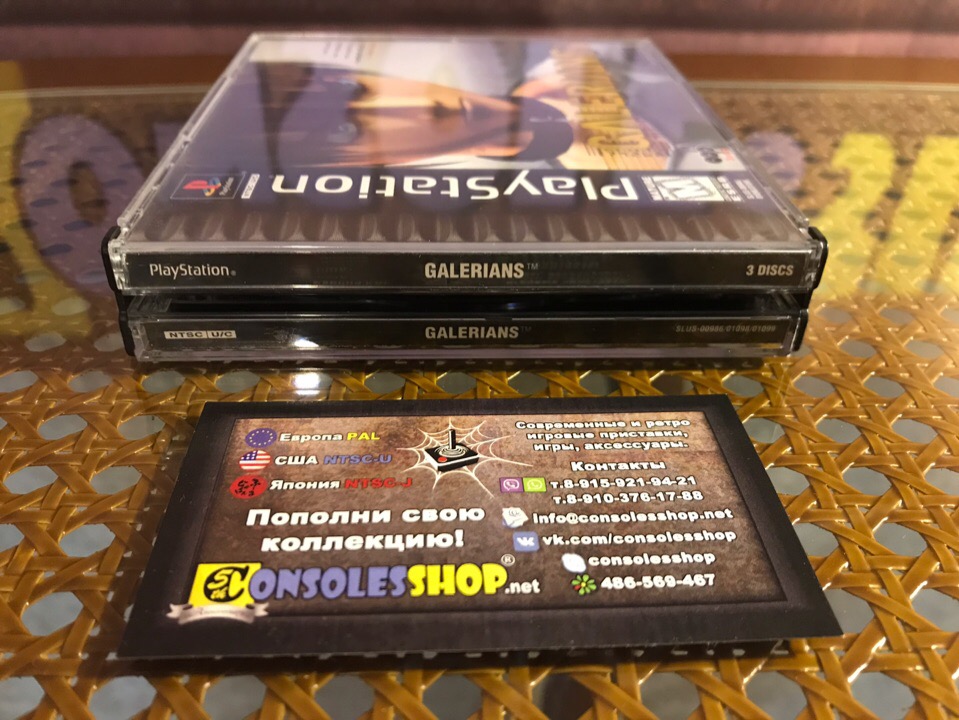 PlayStation
PlayStation® GALERIANS™ 3 DISCS
NTSC U/C GALERIANS™ SLUS-00986/01098/01099
Европа PAL
США NTSC-U
Япония NTSC-J
Пополни свою
коллекцию!
CONSOLESSHOP®.net
Современные и ретро
игровые приставки,
игры, аксессуары.
Контакты
т.8-915-921-94-21
т.8-910-376-17-88
info@consolesshop.net
vk.com/consolesshop
consolesshop
486-569-467